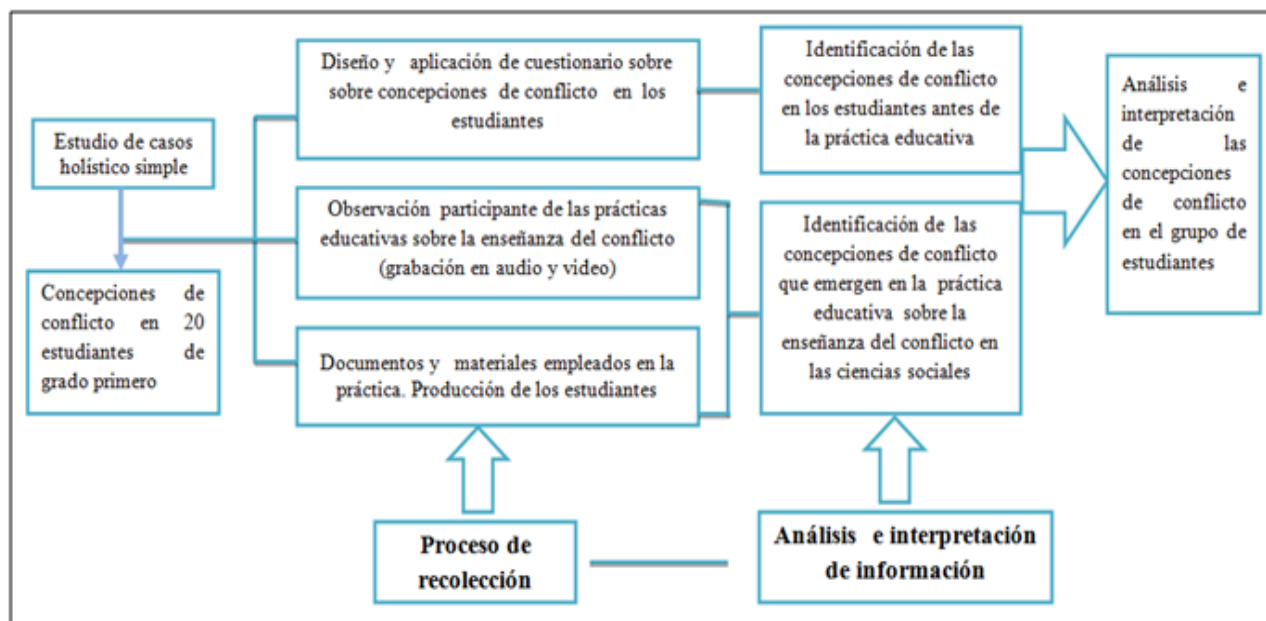 Estudio de casos
holístico simple
Concepciones de
conflicto en 20
estudiantes de
grado primero
Diseño y aplicación de cuestionario sobre
sobre concepciones de conflicto en los
estudiantes
Observación participante de las prácticas
educativas sobre la enseñanza del conflicto
(grabación en audio y video)
Documentos y materiales empleados en la
práctica. Producción de los estudiantes
Identificación de las
concepciones de conflicto
en los estudiantes antes de
la práctica educativa
Identificación de las
concepciones de conflicto
que emergen en la práctica
educativa sobre la
enseñanza del conflicto en
las ciencias sociales
Análisis e
interpretación
de las
concepciones
de conflicto
en el grupo de
estudiantes
Proceso de
recolección
Análisis e interpretación
de información